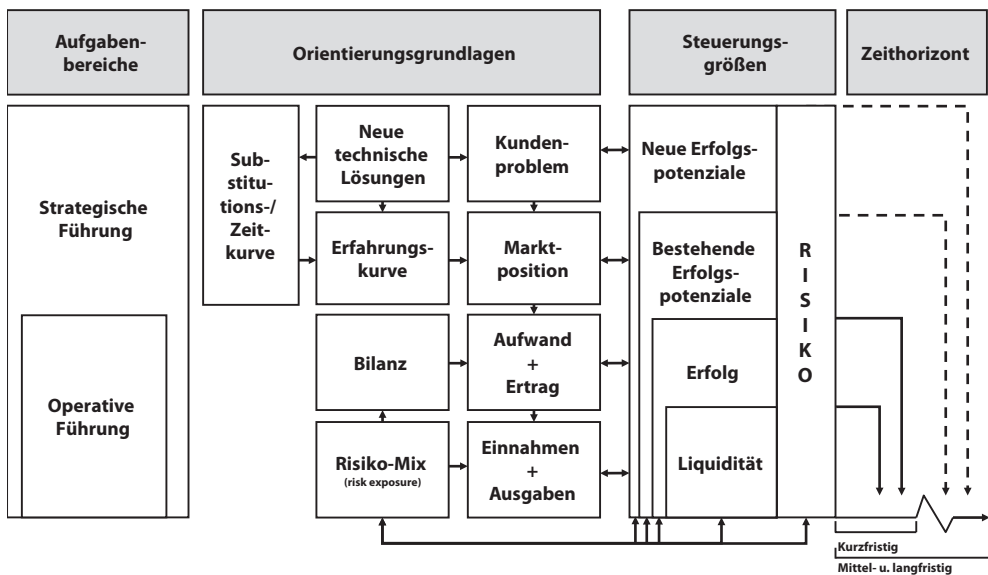 Aufgaben-
bereiche
Orientierungsgrundlagen
Steuerungs-
größen
Zeithorizont
Strategische
Führung
Operative
Führung
Sub-
stitu-
tions-/
Zeit-
kurve
Neue
technische
Lösungen
Kunden-
problem
Erfahrungs-
kurve
Markt-
position
Bilanz
Aufwand
+
Ertrag
Risiko-Mix
(risk exposure)
Einnahmen
+
Ausgaben
Neue Erfolgs-
potenziale
Bestehende
Erfolgs-
potenziale
Erfolg
Liquidität
R
I
S
I
K
O
Kurzfristig
Mittel- u. langfristig